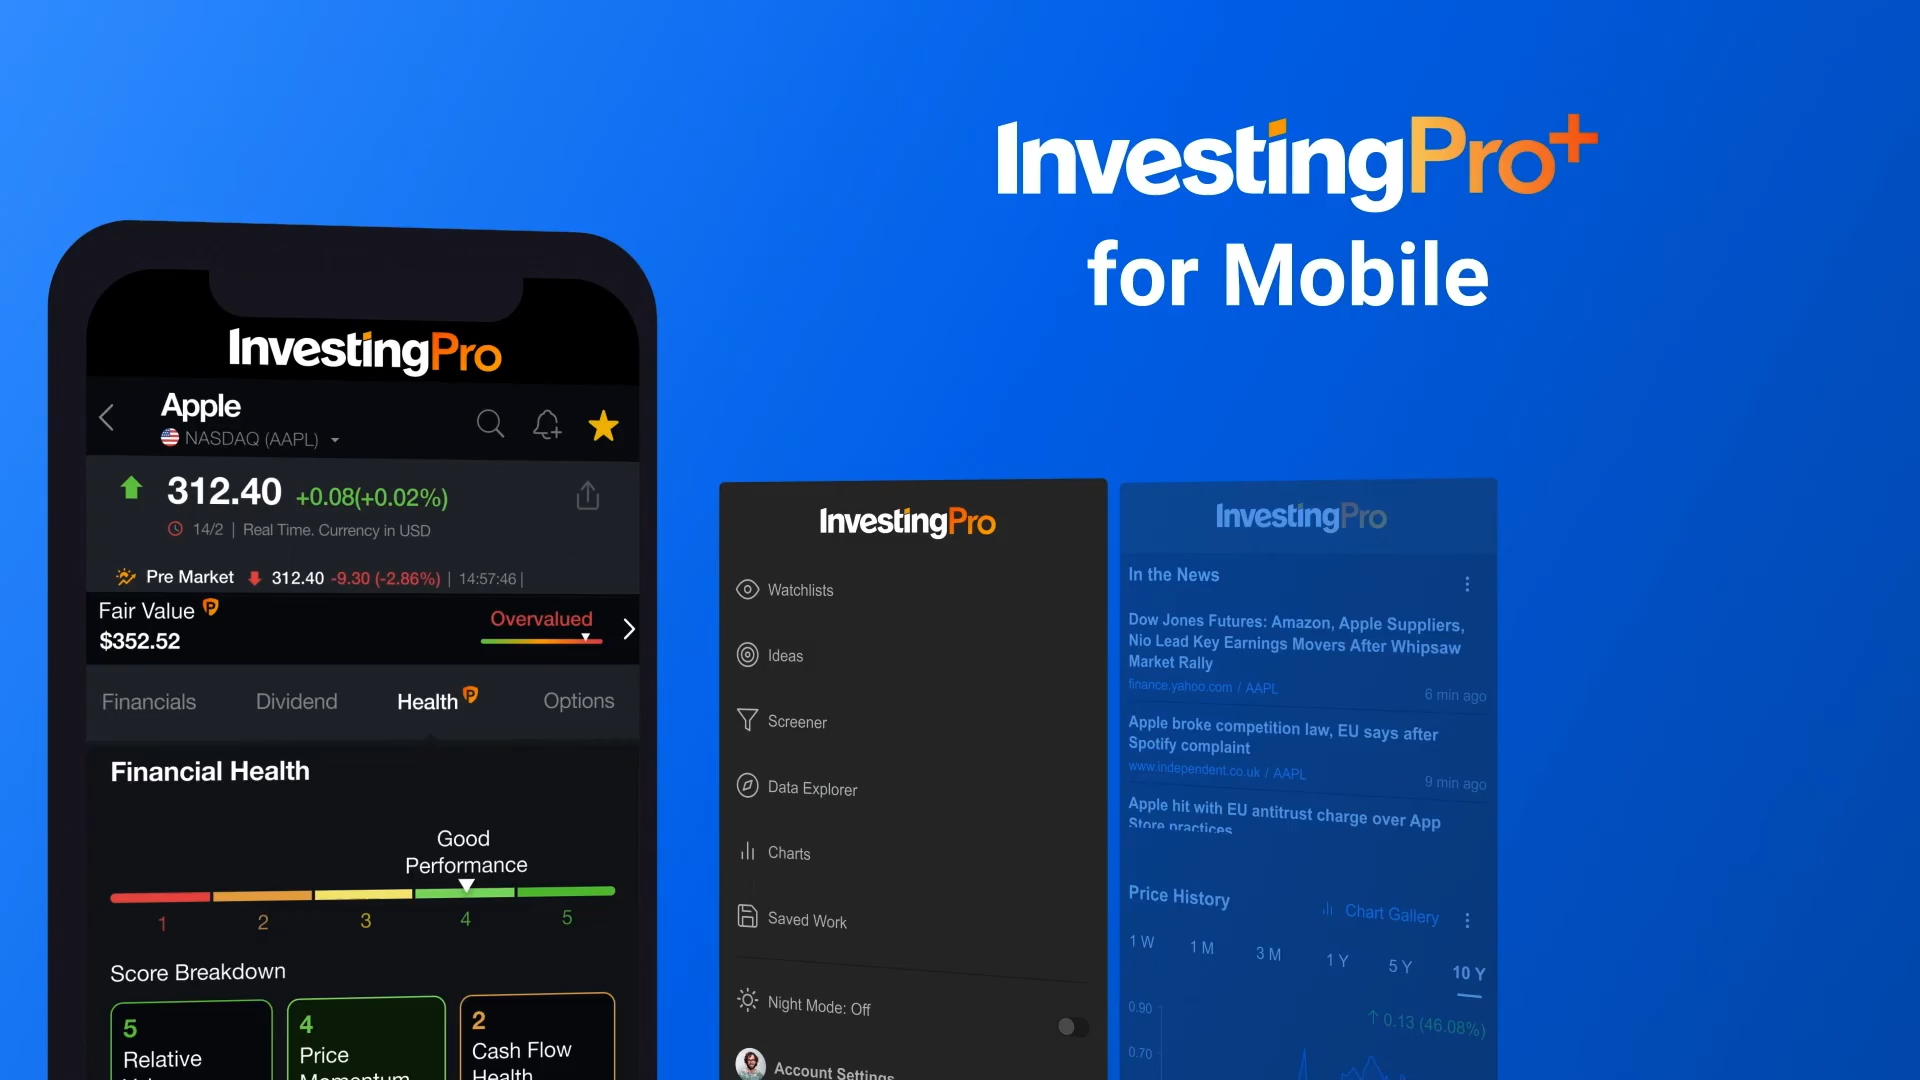 InvestingPro+
for Mobile
InvestingPro
Apple
NASDAQ (AAPL)
312.40 +0.08(+0.02%)
14/2 | Real Time. Currency in USD
Pre Market 312.40 -9.30 (-2.86%) | 14:57:46 |
Fair Value P
$352.52
Overvalued
Financials Dividend Health P Options
Financial Health
Good
Performance
1 2 3 4 5
Score Breakdown
5
Relative
4
Price
Momentum
2
Cash Flow
Health
InvestingPro
Watchlists
Ideas
Screener
Data Explorer
Charts
Saved Work
Night Mode: Off
Account Settings
InvestingPro
In the News
Dow Jones Futures: Amazon, Apple Suppliers,
Nio Lead Key Earnings Movers After Whipsaw
Market Rally
finance.yahoo.com / AAPL 6 min ago
Apple broke competition law, EU says after
Spotify complaint
www.independent.co.uk / AAPL 9 min ago
Apple hit with EU antitrust charge over App
Store practices
Price History Chart Gallery
1 W 1 M 3 M 1 Y 5 Y 10 Y
0.90
0.13 (46.08%)
0.70